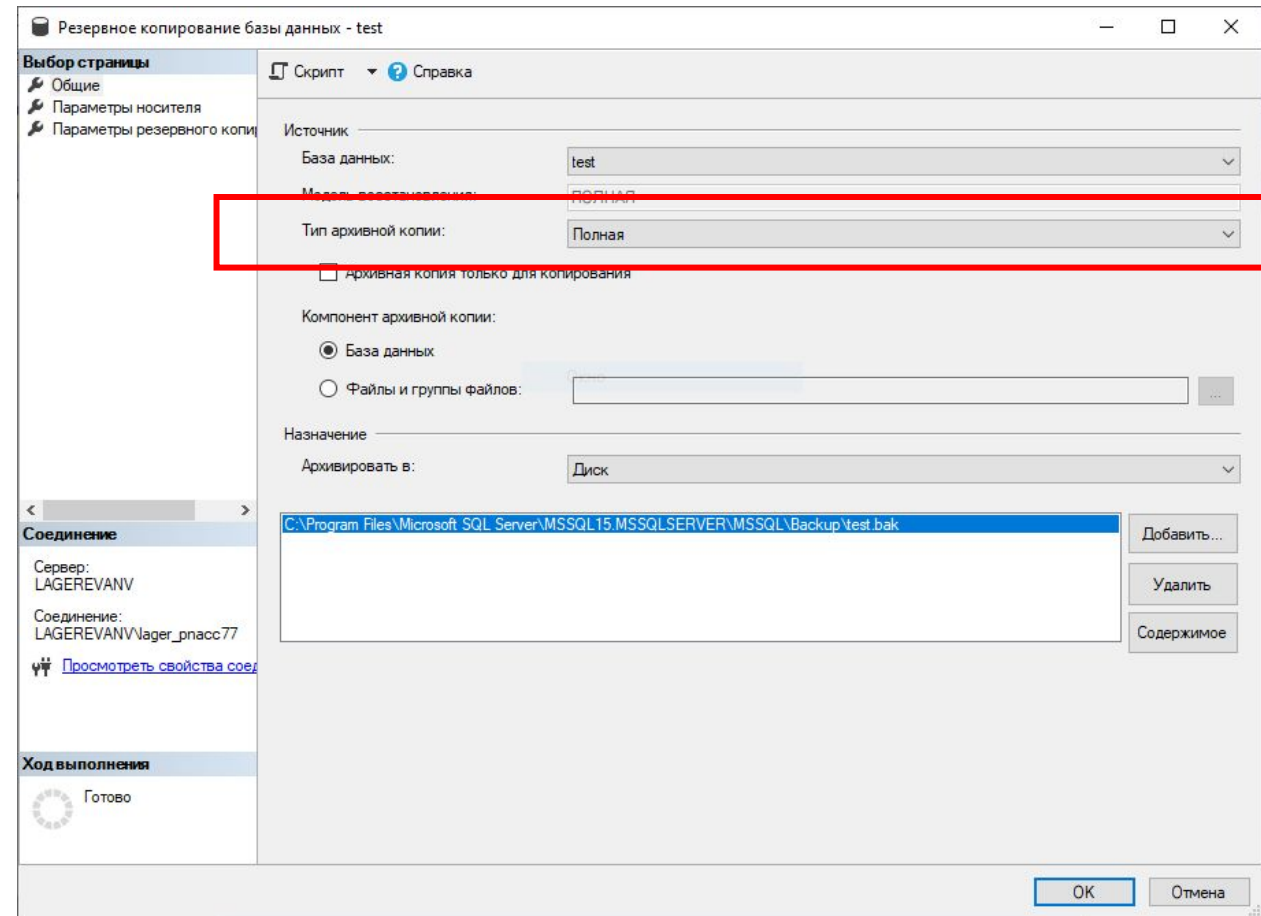 Резервное копирование базы данных - test
Выбор страницы
Общие
Параметры носителя
Параметры резервного копи
Скрипт
Справка
Источник
База данных:
test
Модель восстановления:
ПОЛНАЯ
Тип архивной копии:
Полная
Архивная копия только для копирования
Компонент архивной копии:
База данных
Файлы и группы файлов:
...
Назначение
Архивировать в:
Диск
C:\Program Files\Microsoft SQL Server\MSSQL15.MSSQLSERVER\MSSQL\Backup\test.bak
Добавить...
Удалить
Содержимое
Соединение
Сервер:
LAGEREVANV
Соединение:
LAGEREVANV\lager_pnacc77
Просмотреть свойства соед
Ход выполнения
Готово
OK
Отмена